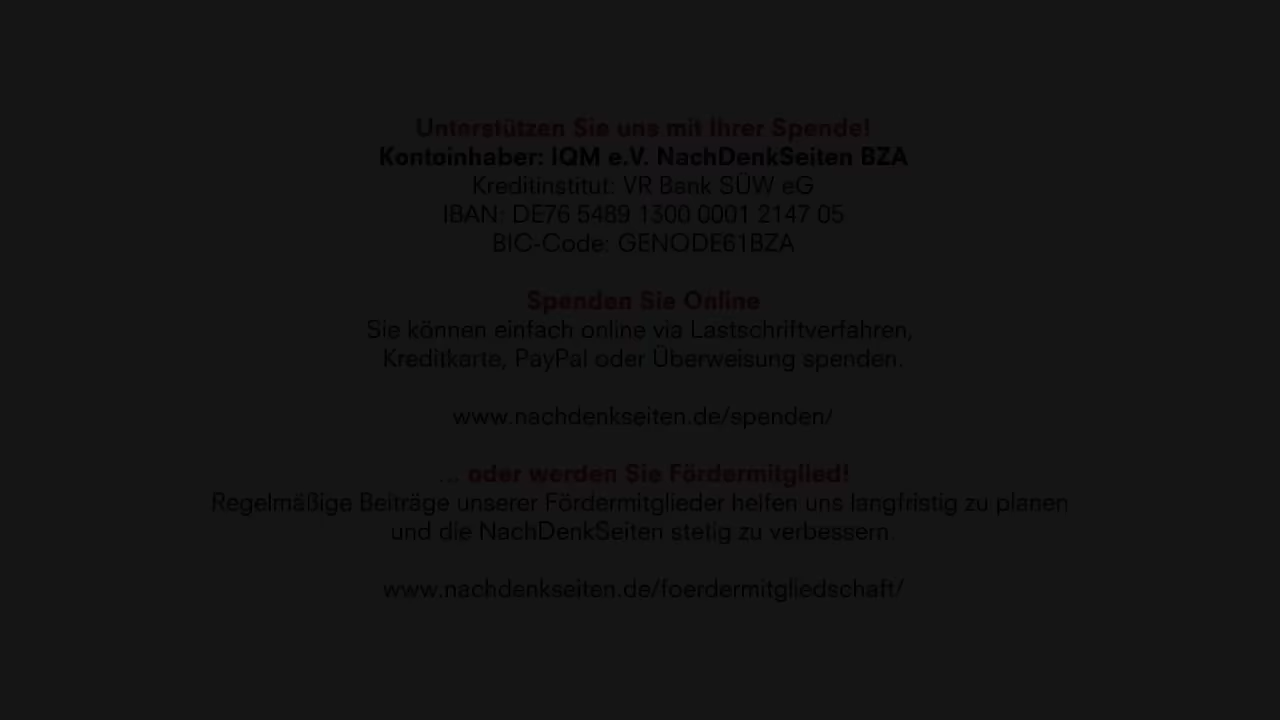 Unterstützen Sie uns mit Ihrer Spende!
Kontoinhaber: IQM e.V. NachDenkSeiten BZA
Kreditinstitut: VR Bank SÜW eG
IBAN: DE76 5489 1300 0001 2147 05
BIC-Code: GENODE61BZA
Spenden Sie Online
Sie können einfach online via Lastschriftverfahren,
Kreditkarte, PayPal oder Überweisung spenden.
www.nachdenkseiten.de/spenden/
... oder werden Sie Fördermitglied!
Regelmäßige Beiträge unserer Fördermitglieder helfen uns langfristig zu planen
und die NachDenkSeiten stetig zu verbessern.
www.nachdenkseiten.de/foerdermitgliedschaft/